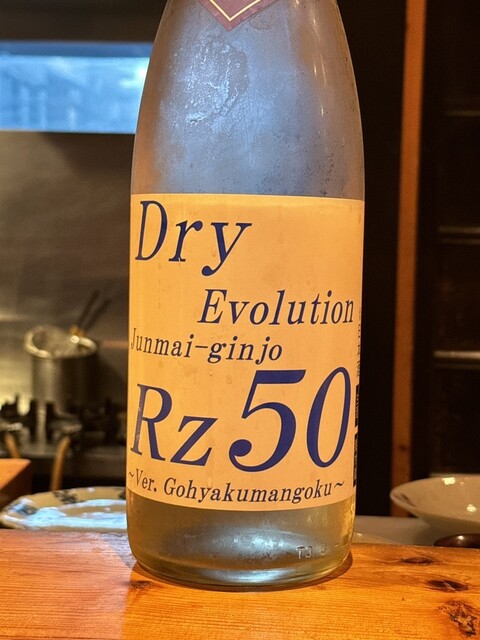 Dry
Evolution
Junmai-ginjo
Rz50
~Ver. Gohyakumangoku~